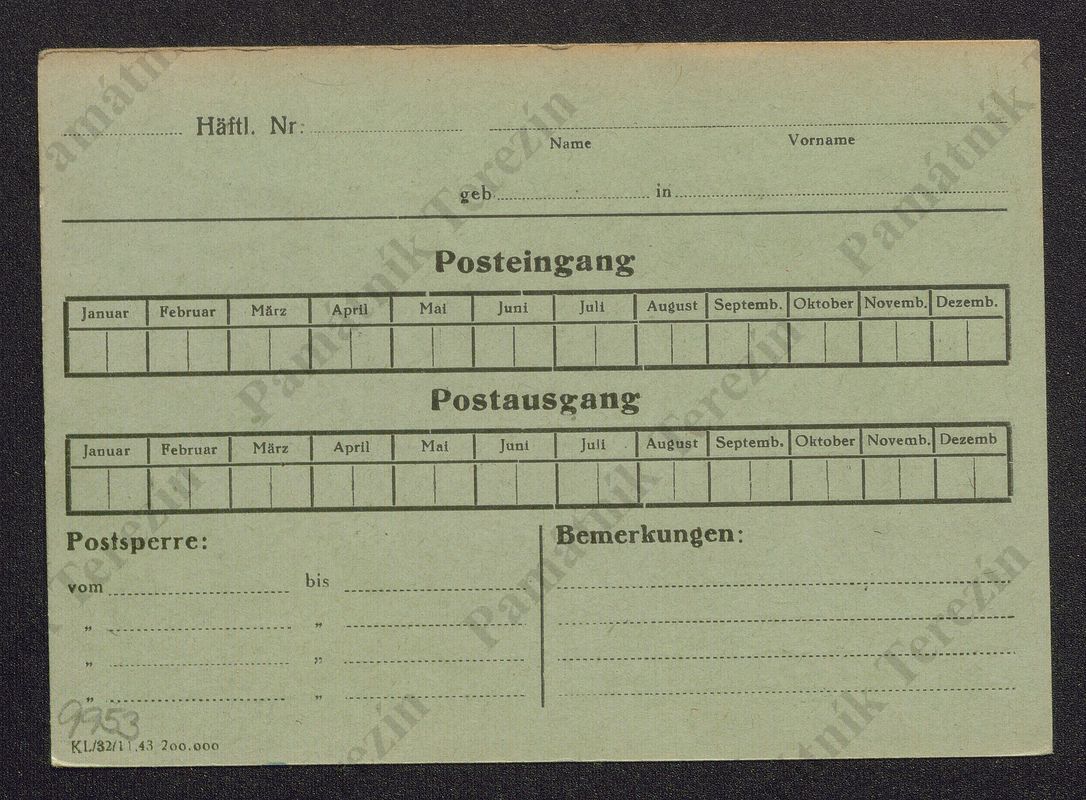 Häftl. Nr:
Name Vorname
geb. in
Posteingang
Januar Februar März April Mai Juni Juli August Septemb. Oktober Novemb. Dezemb.
Postausgang
Januar Februar März April Mai Juni Juli August Septemb. Oktober Novemb. Dezemb
Postsperre:
vom bis
„ „
„ „
„ „
Bemerkungen:
9953
KL/32/11.43 200.000
Památník Terezín